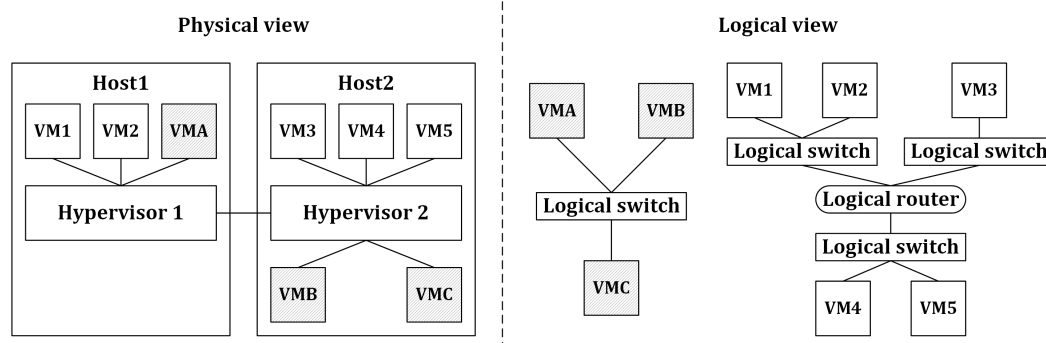 Physical view
Host1
VM1 VM2 VMA
Hypervisor 1
Host2
VM3 VM4 VM5
Hypervisor 2
VMB VMC
Logical view
VMA VMB
Logical switch
VMC
VM1 VM2 VM3
Logical switch Logical switch
Logical router
Logical switch
VM4 VM5